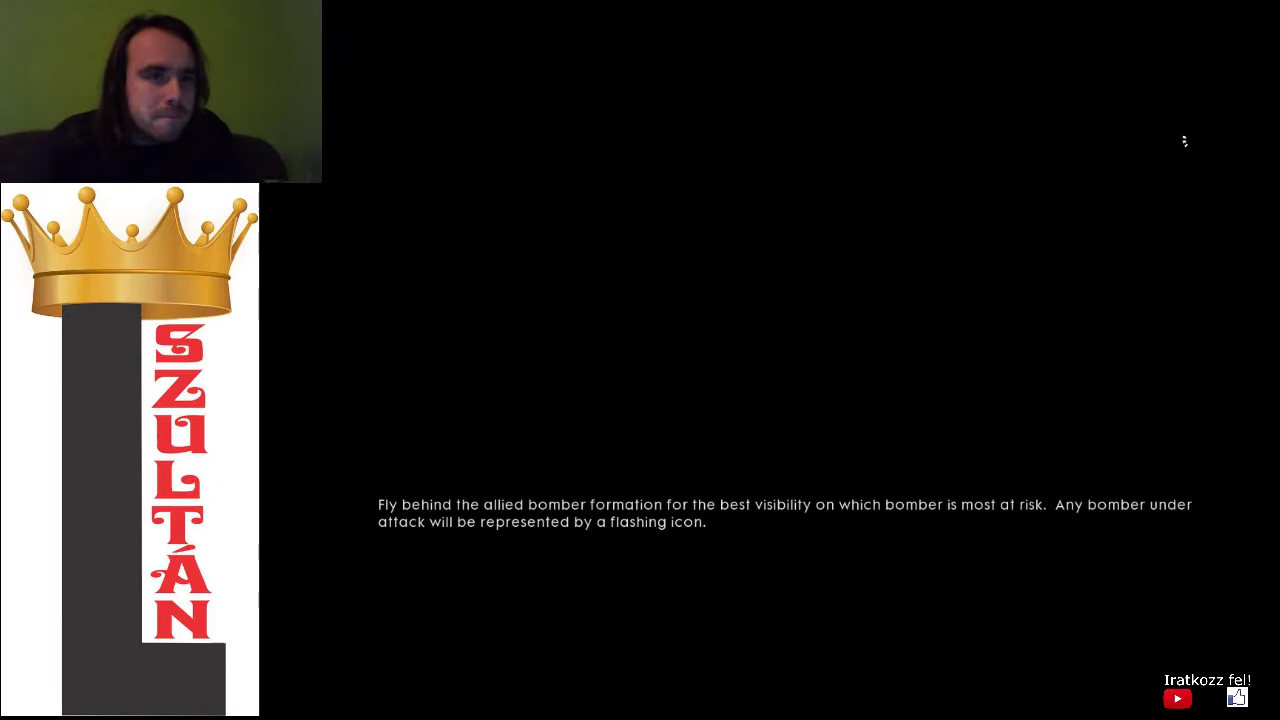 L
SZULTÁN
Fly behind the allied bomber formation for the best visibility on which bomber is most at risk.  Any bomber under
attack will be represented by a flashing icon.
Iratkozz fel!